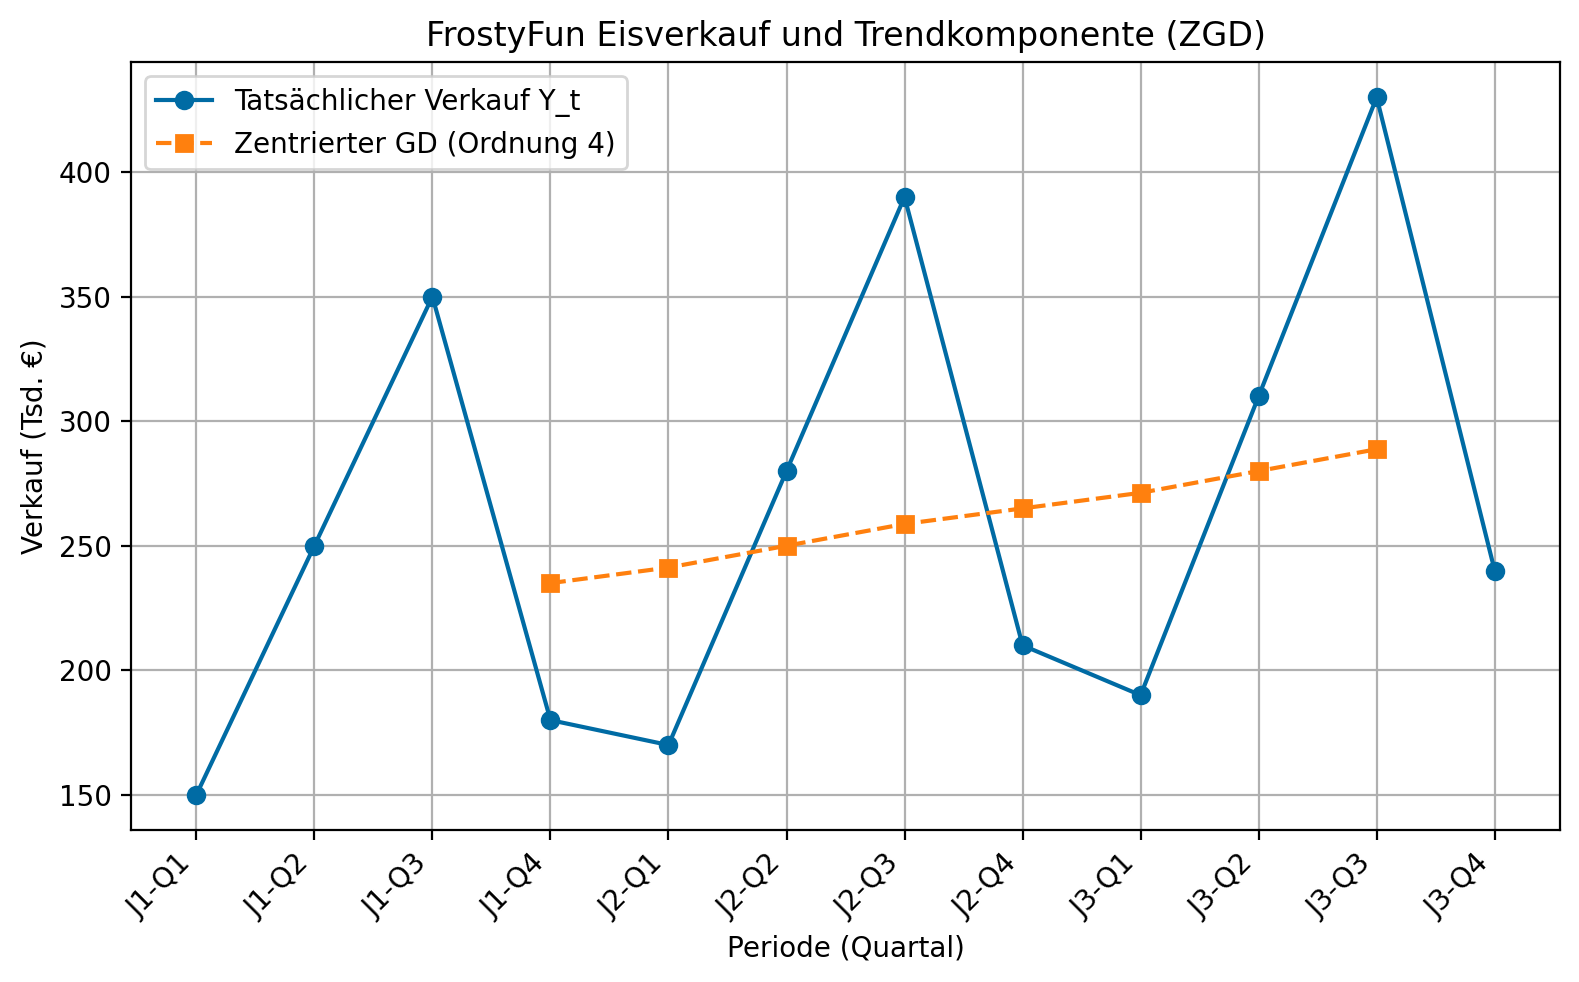 FrostyFun Eisverkauf und Trendkomponente (ZGD)
Tatsächlicher Verkauf Y_t
Zentrierter GD (Ordnung 4)
Verkauf (Tsd. €)
400
350
300
250
200
150
J1-Q1
J1-Q2
J1-Q3
J1-Q4
J2-Q1
J2-Q2
J2-Q3
J2-Q4
J3-Q1
J3-Q2
J3-Q3
J3-Q4
Periode (Quartal)